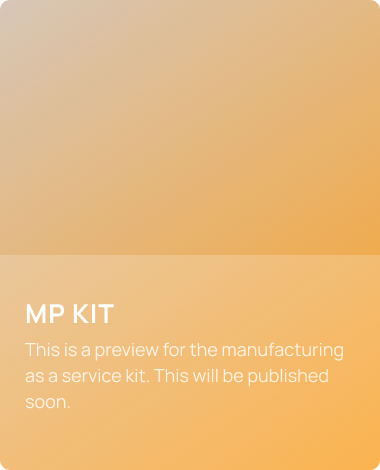 MP KIT
This is a preview for the manufacturing
as a service kit. This will be published
soon.